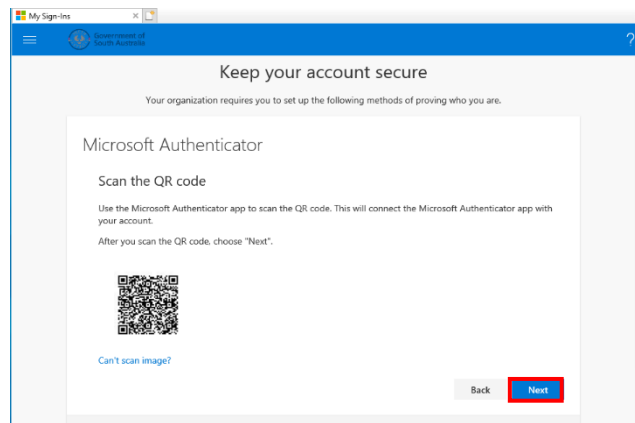 My Sign-Ins
Government of
South Australia
?
Keep your account secure
Your organization requires you to set up the following methods of proving who you are.
Microsoft Authenticator
Scan the QR code
Use the Microsoft Authenticator app to scan the QR code. This will connect the Microsoft Authenticator app with
your account.
After you scan the QR code, choose "Next".
Can't scan image?
Back Next